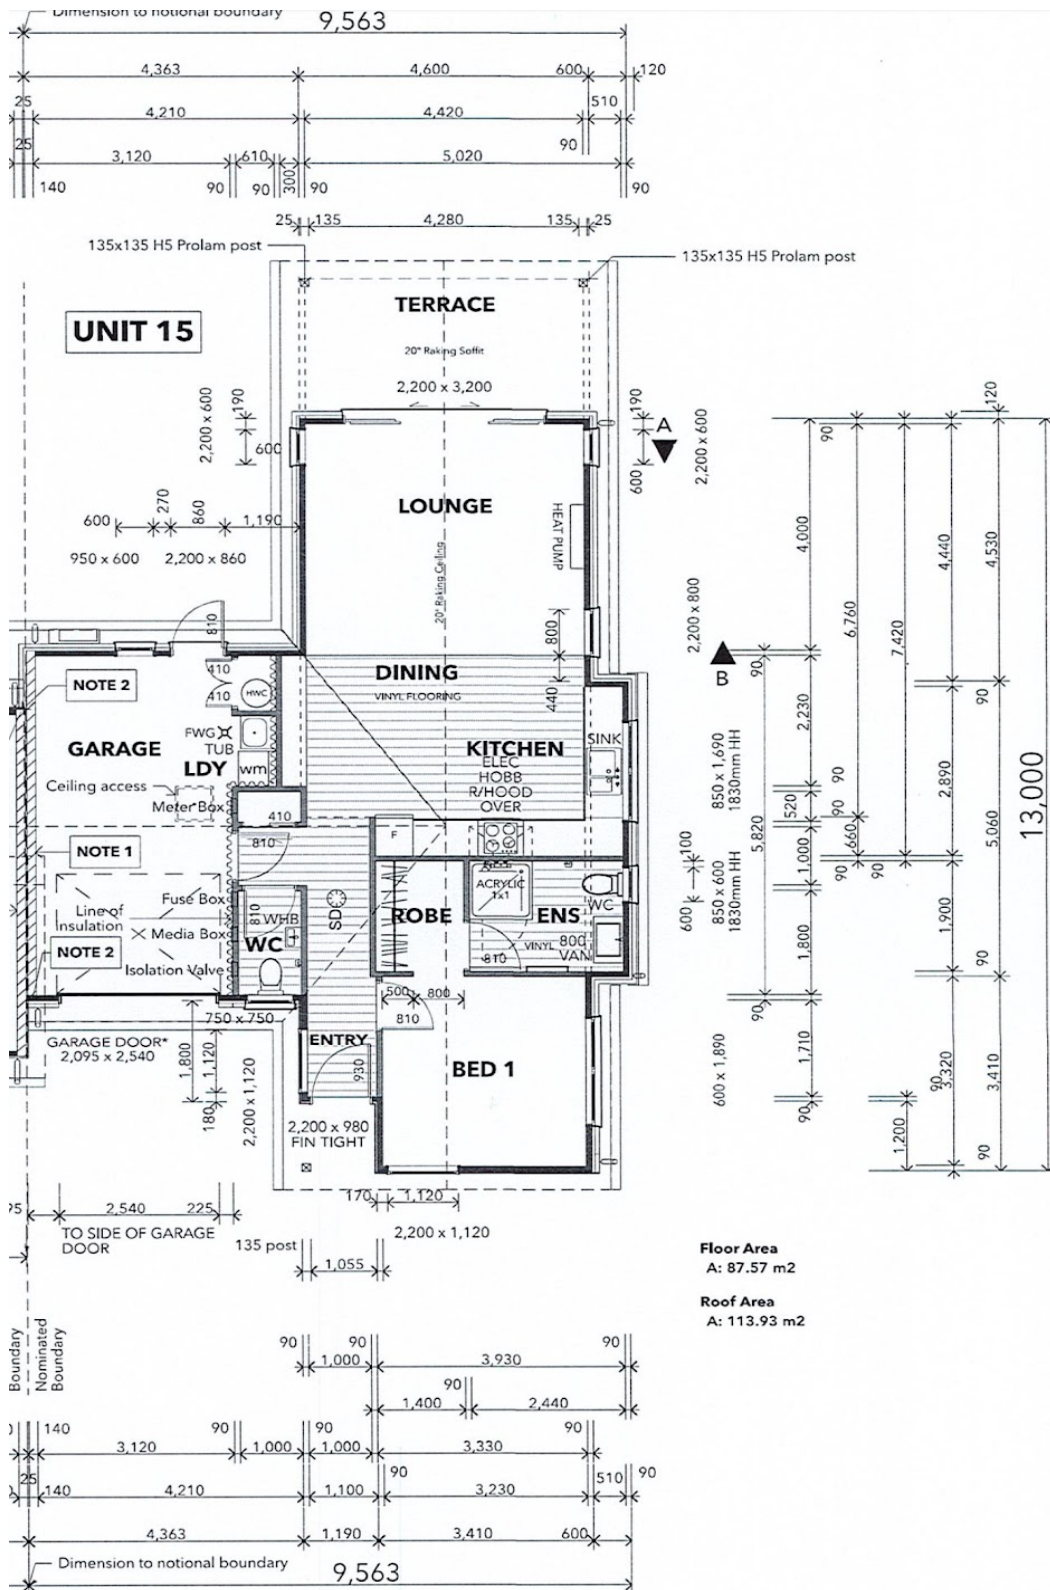 Dimension to notional boundary
9,563
4,363
4,600
600
120
25
4,210
4,420
510
25
3,120
610
90
5,020
140
90
90
300
90
90
25
135
4,280
135
25
135x135 H5 Prolam post
135x135 H5 Prolam post
TERRACE
UNIT 15
20° Raking Soffit
2,200 x 3,200
2,200 x 600
190
600
190
A
600
2,200 x 600
120
90
LOUNGE
HEAT PUMP
20° Raking Ceiling
600
270
860
1,190
950 x 600
2,200 x 860
4,000
4,440
4,530
6,760
7,420
13,000
810
800
2,200 x 800
B
90
440
DINING
VINYL FLOORING
NOTE 2
410
410
HWC
FWG
TUB
GARAGE
LDY
wm
KITCHEN
SINK
ELEC
HOBB
R/HOOD
OVER
Ceiling access
Meter Box
410
F
810
850 x 1,690
1830mm HH
2,230
90
2,890
520
90
5,820
5,060
660
1,000
90
90
NOTE 1
100
600
850 x 600
1830mm HH
ACRYLIC
1x1
Fuse Box
Line of
Insulation
Media Box
NOTE 2
Isolation Valve
810
WHB
WC
SD
ROBE
ENS
WC
VINYL
800
VAN
810
1,800
1,900
90
90
500
800
810
750 x 750
GARAGE DOOR*
2,095 x 2,540
1,800
1,120
180
2,200 x 1,120
ENTRY
930
BED 1
600 x 1,890
1,710
90
90
3,320
3,410
1,200
90
2,200 x 980
FIN TIGHT
170
1,120
2,200 x 1,120
2,540
225
TO SIDE OF GARAGE
DOOR
135 post
1,055
Floor Area
A: 87.57 m2
Roof Area
A: 113.93 m2
Boundary
Nominated
Boundary
90
90
90
1,000
3,930
90
1,400
2,440
90
140
90
90
3,120
1,000
1,000
3,330
90
25
140
4,210
1,100
90
3,230
510
90
4,363
1,190
3,410
600
Dimension to notional boundary
9,563